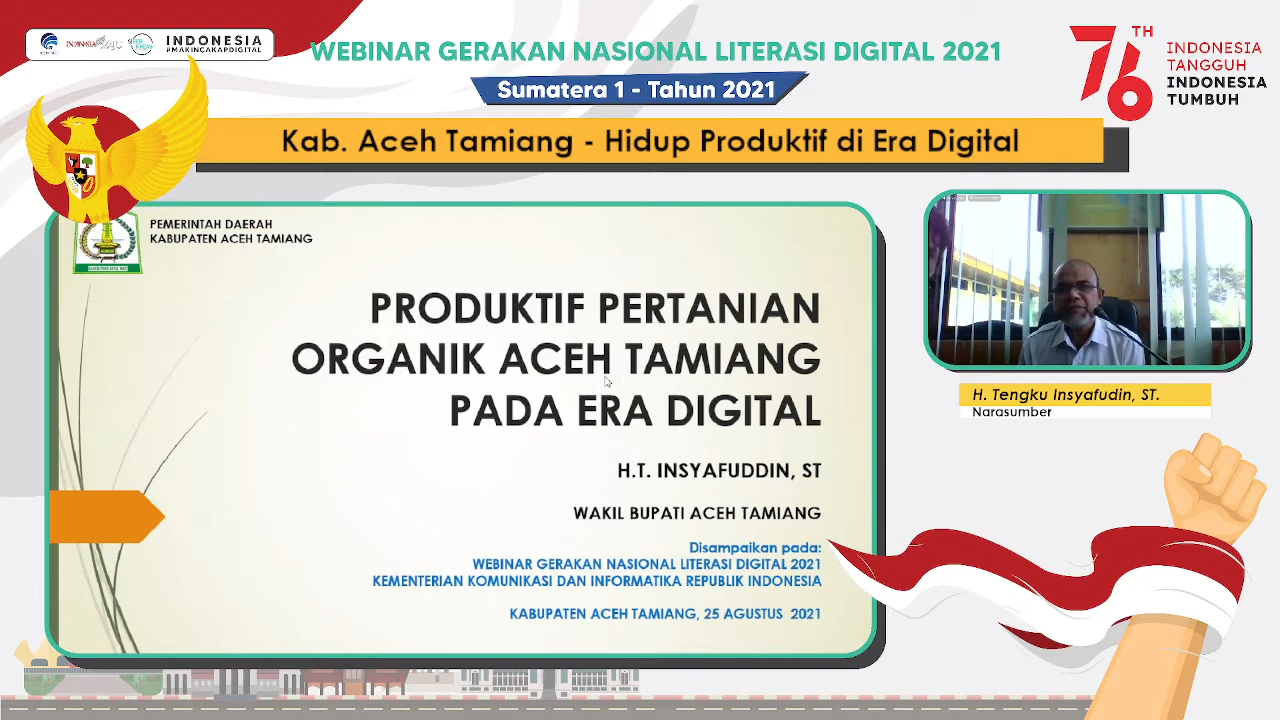 INDONESIA
#MAKINCAKAPDIGITAL
WEBINAR GERAKAN NASIONAL LITERASI DIGITAL 2021
Sumatera 1 - Tahun 2021
76 TH
INDONESIA
TANGGUH
INDONESIA
TUMBUH
Kab. Aceh Tamiang - Hidup Produktif di Era Digital
PEMERINTAH DAERAH
KABUPATEN ACEH TAMIANG
PRODUKTIF PERTANIAN
ORGANIK ACEH TAMIANG
PADA ERA DIGITAL
H.T. INSYAFUDDIN, ST
WAKIL BUPATI ACEH TAMIANG
Disampaikan pada:
WEBINAR GERAKAN NASIONAL LITERASI DIGITAL 2021
KEMENTERIAN KOMUNIKASI DAN INFORMATIKA REPUBLIK INDONESIA
KABUPATEN ACEH TAMIANG, 25 AGUSTUS 2021
H. Tengku Insyafudin, ST.
Narasumber